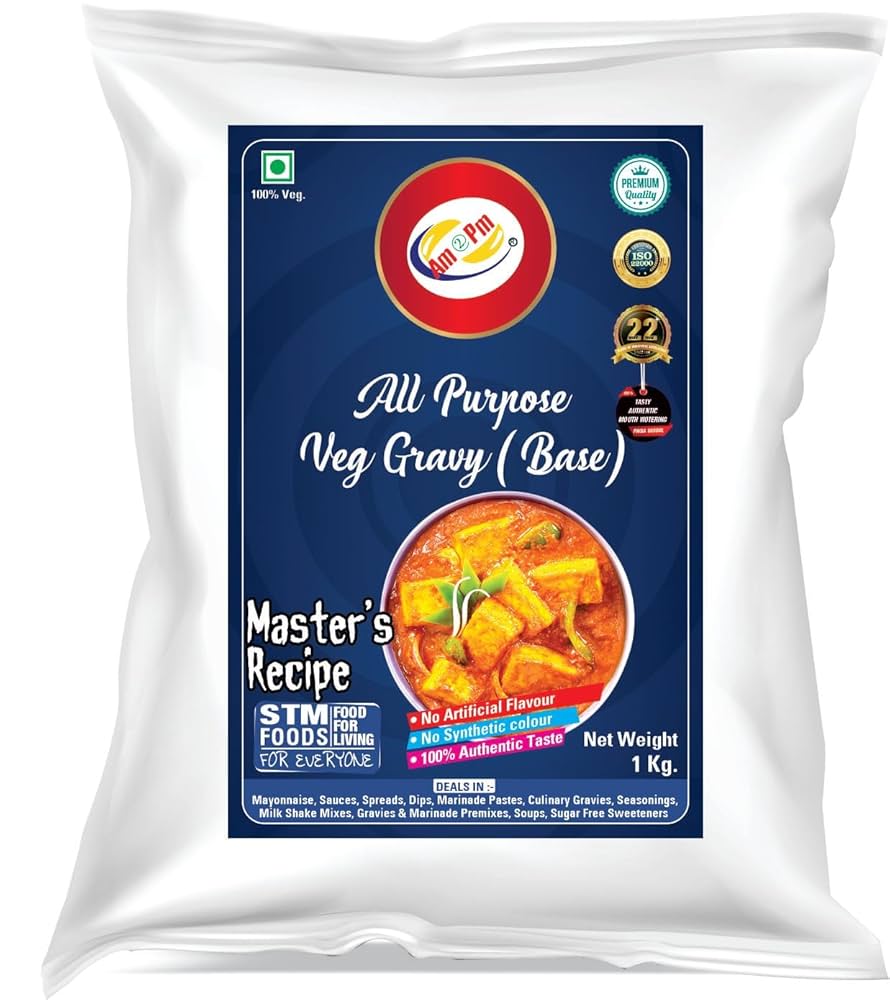 100% Veg.
Am 2 Pm
®
PREMIUM
Quality
ISO
22000
22
TASTY
AUTHENTIC
MOUTH WOTERING
All Purpose
Veg Gravy (Base)
Master's
Recipe
STM
FOODS
FOOD
FOR
LIVING
FOR EVERYONE
• No Artificial Flavour
• No Synthetic colour
• 100% Authentic Taste
Net Weight
1 Kg.
DEALS IN :-
Mayonnaise, Sauces, Spreads, Dips, Marinade Pastes, Culinary Gravies, Seasonings,
Milk Shake Mixes, Gravies & Marinade Premixes, Soups, Sugar Free Sweeteners